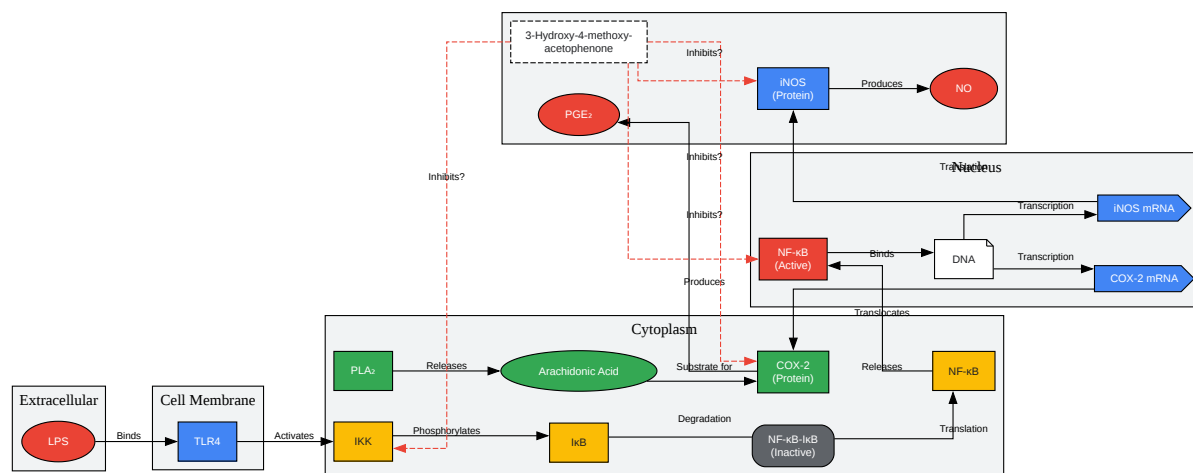 3-Hydroxy-4-methoxy-
acetophenone
Inhibits?
iNOS
(Protein)
Produces
NO
PGE₂
Inhibits?
Translation
Nucleus
Inhibits?
Transcription
iNOS mRNA
Inhibits?
NF-κB
(Active)
Binds
DNA
Transcription
COX-2 mRNA
Produces
Translocates
Cytoplasm
PLA₂
Releases
Arachidonic Acid
Substrate for
COX-2
(Protein)
Releases
NF-κB
Extracellular
Cell Membrane
LPS
Binds
TLR4
Activates
IKK
Phosphorylates
IκB
Degradation
NF-κB-IκB
(Inactive)
Translation